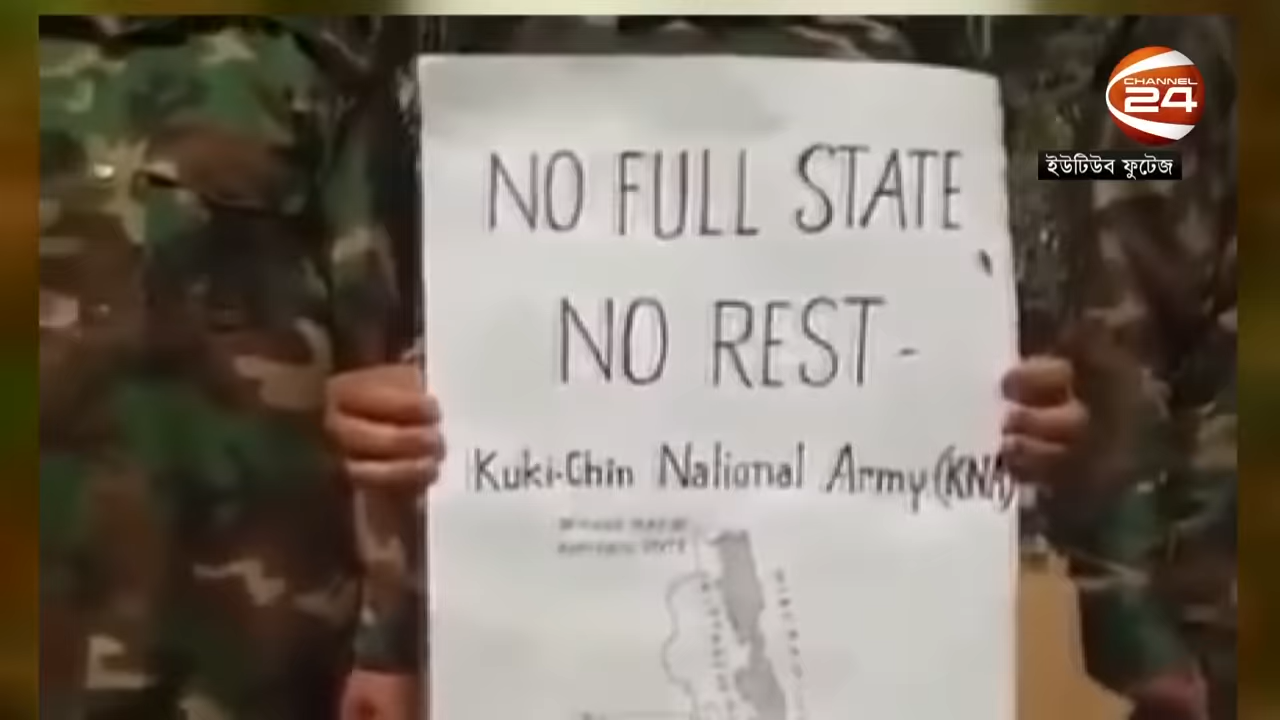 CHANNEL
24
ইউটিউব ফুটেজ
NO FULL STATE
NO REST-
Kuki-Chin National Army (KNA)